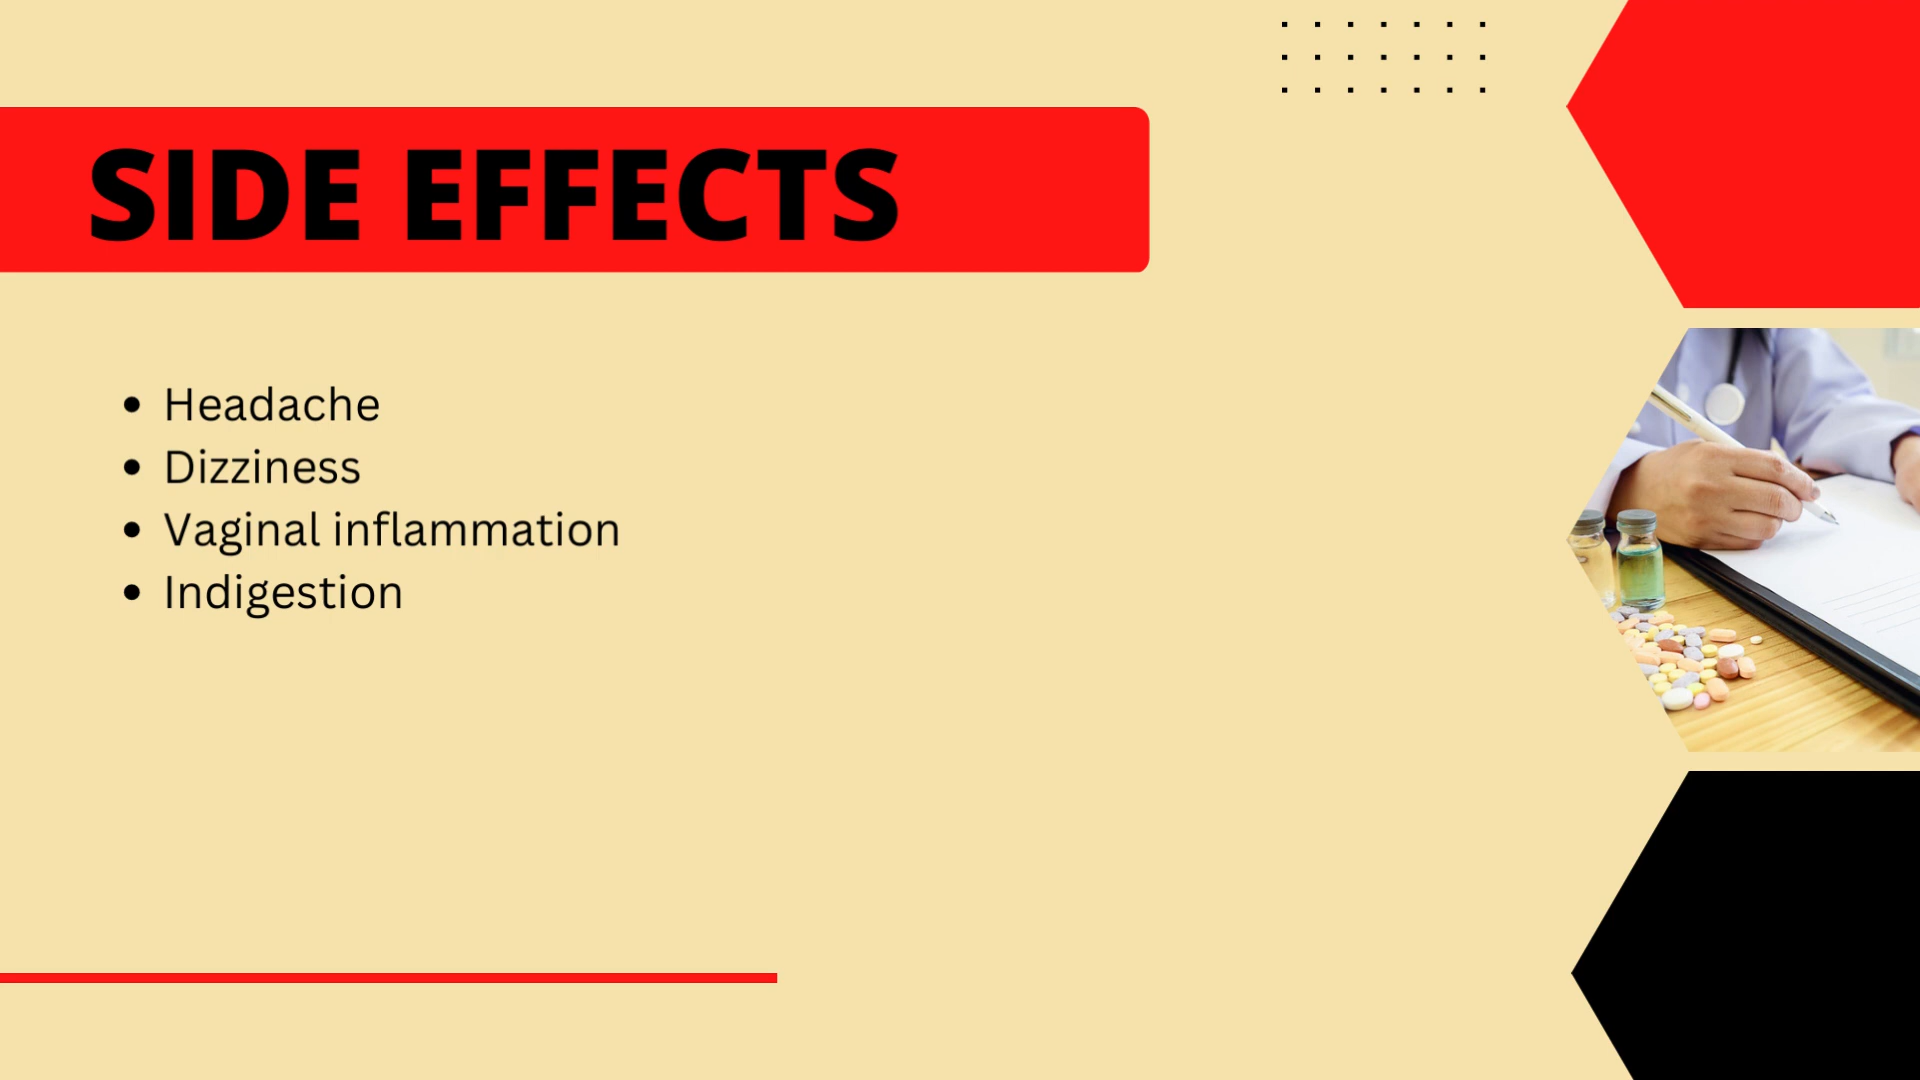 SIDE EFFECTS
• Headache
• Dizziness
• Vaginal inflammation
• Indigestion